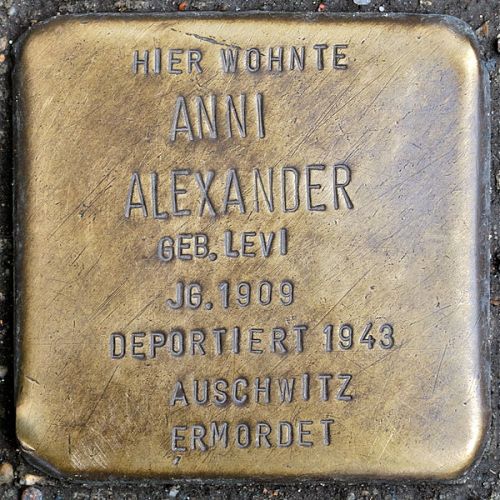 HIER WOHNTE
ANNI
ALEXANDER
GEB. LEVI
JG. 1909
DEPORTIERT 1943
AUSCHWITZ
ERMORDET